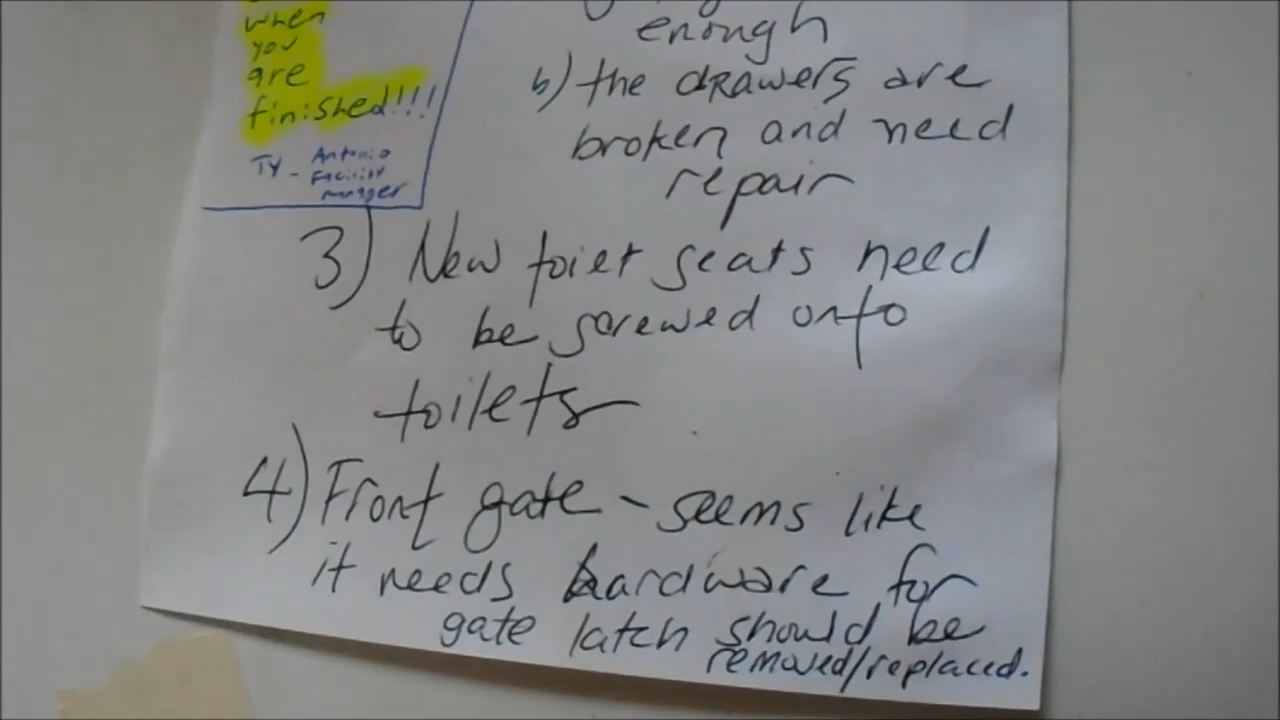 when
you
are
finished!!!
TY - Antonio
Facility
manager
enough
b) the drawers are
broken and need
repair
3) New toilet seats need
to be screwed onto
toilets
4) Front gate - seems like
it needs hardware for
gate latch should be
removed/replaced.